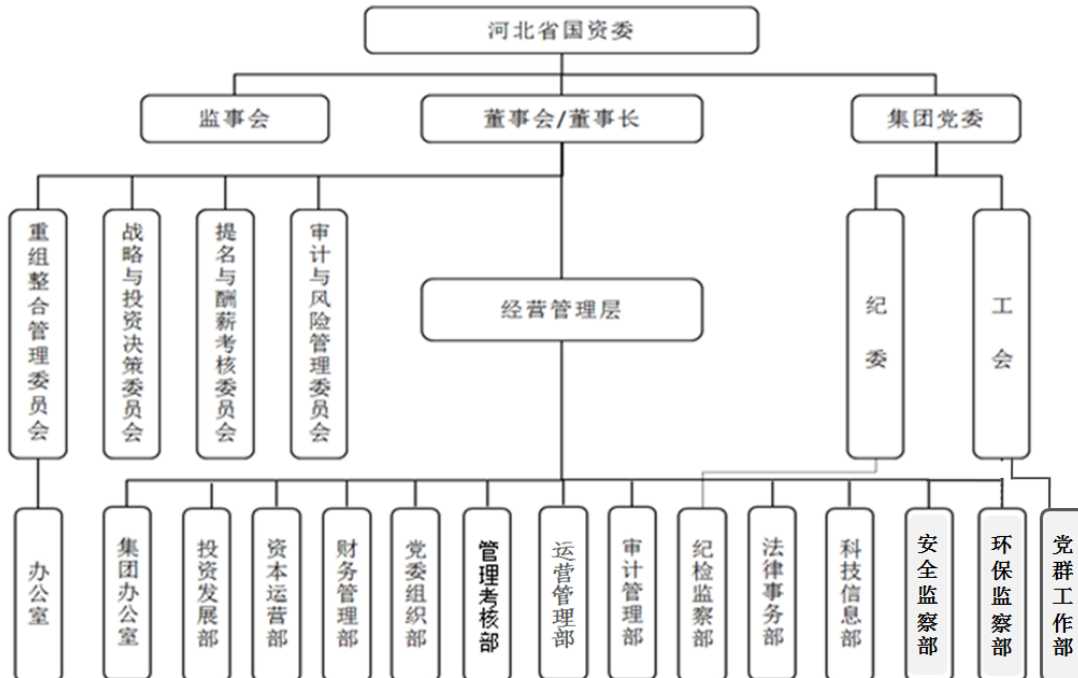 河北省国资委
监事会
董事会/董事长
集团党委
重组整合管理委员会
战略与投资决策委员会
提名与酬薪考核委员会
审计与风险管理委员会
经营管理层
纪委
工会
办公室
集团办公室
投资发展部
资本运营部
财务管理部
党委组织部
管理考核部
运营管理部
审计管理部
纪检监察部
法律事务部
科技信息部
安全监察部
环保监察部
党群工作部